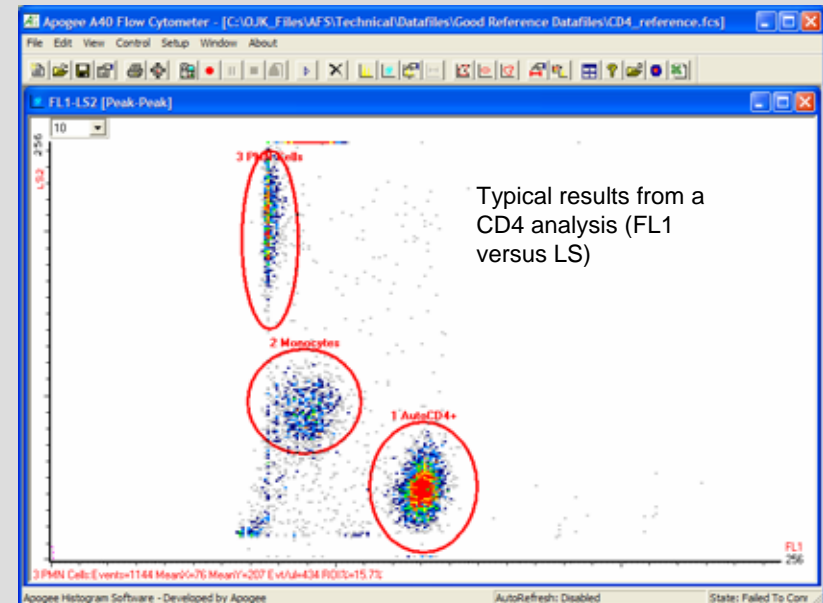 Apogee A40 Flow Cytometer - [C:\OJK_Files\AFS\Technical\Datafiles\Good Reference Datafiles\CD4_reference.fcs]
File Edit View Control Setup Window About
FL1-LS2 [Peak-Peak]
10
256
LS2
3 PMN Cells
Typical results from a
CD4 analysis (FL1
versus LS)
2 Monocytes
1 AutoCD4+
FL1
256
3 PMN Cells: Events=1144 MeanX=76 MeanY=207 Evt/ul=434 ROI%=15.7%
Apogee Histogram Software - Developed by Apogee
AutoRefresh: Disabled
State: Failed To Conr